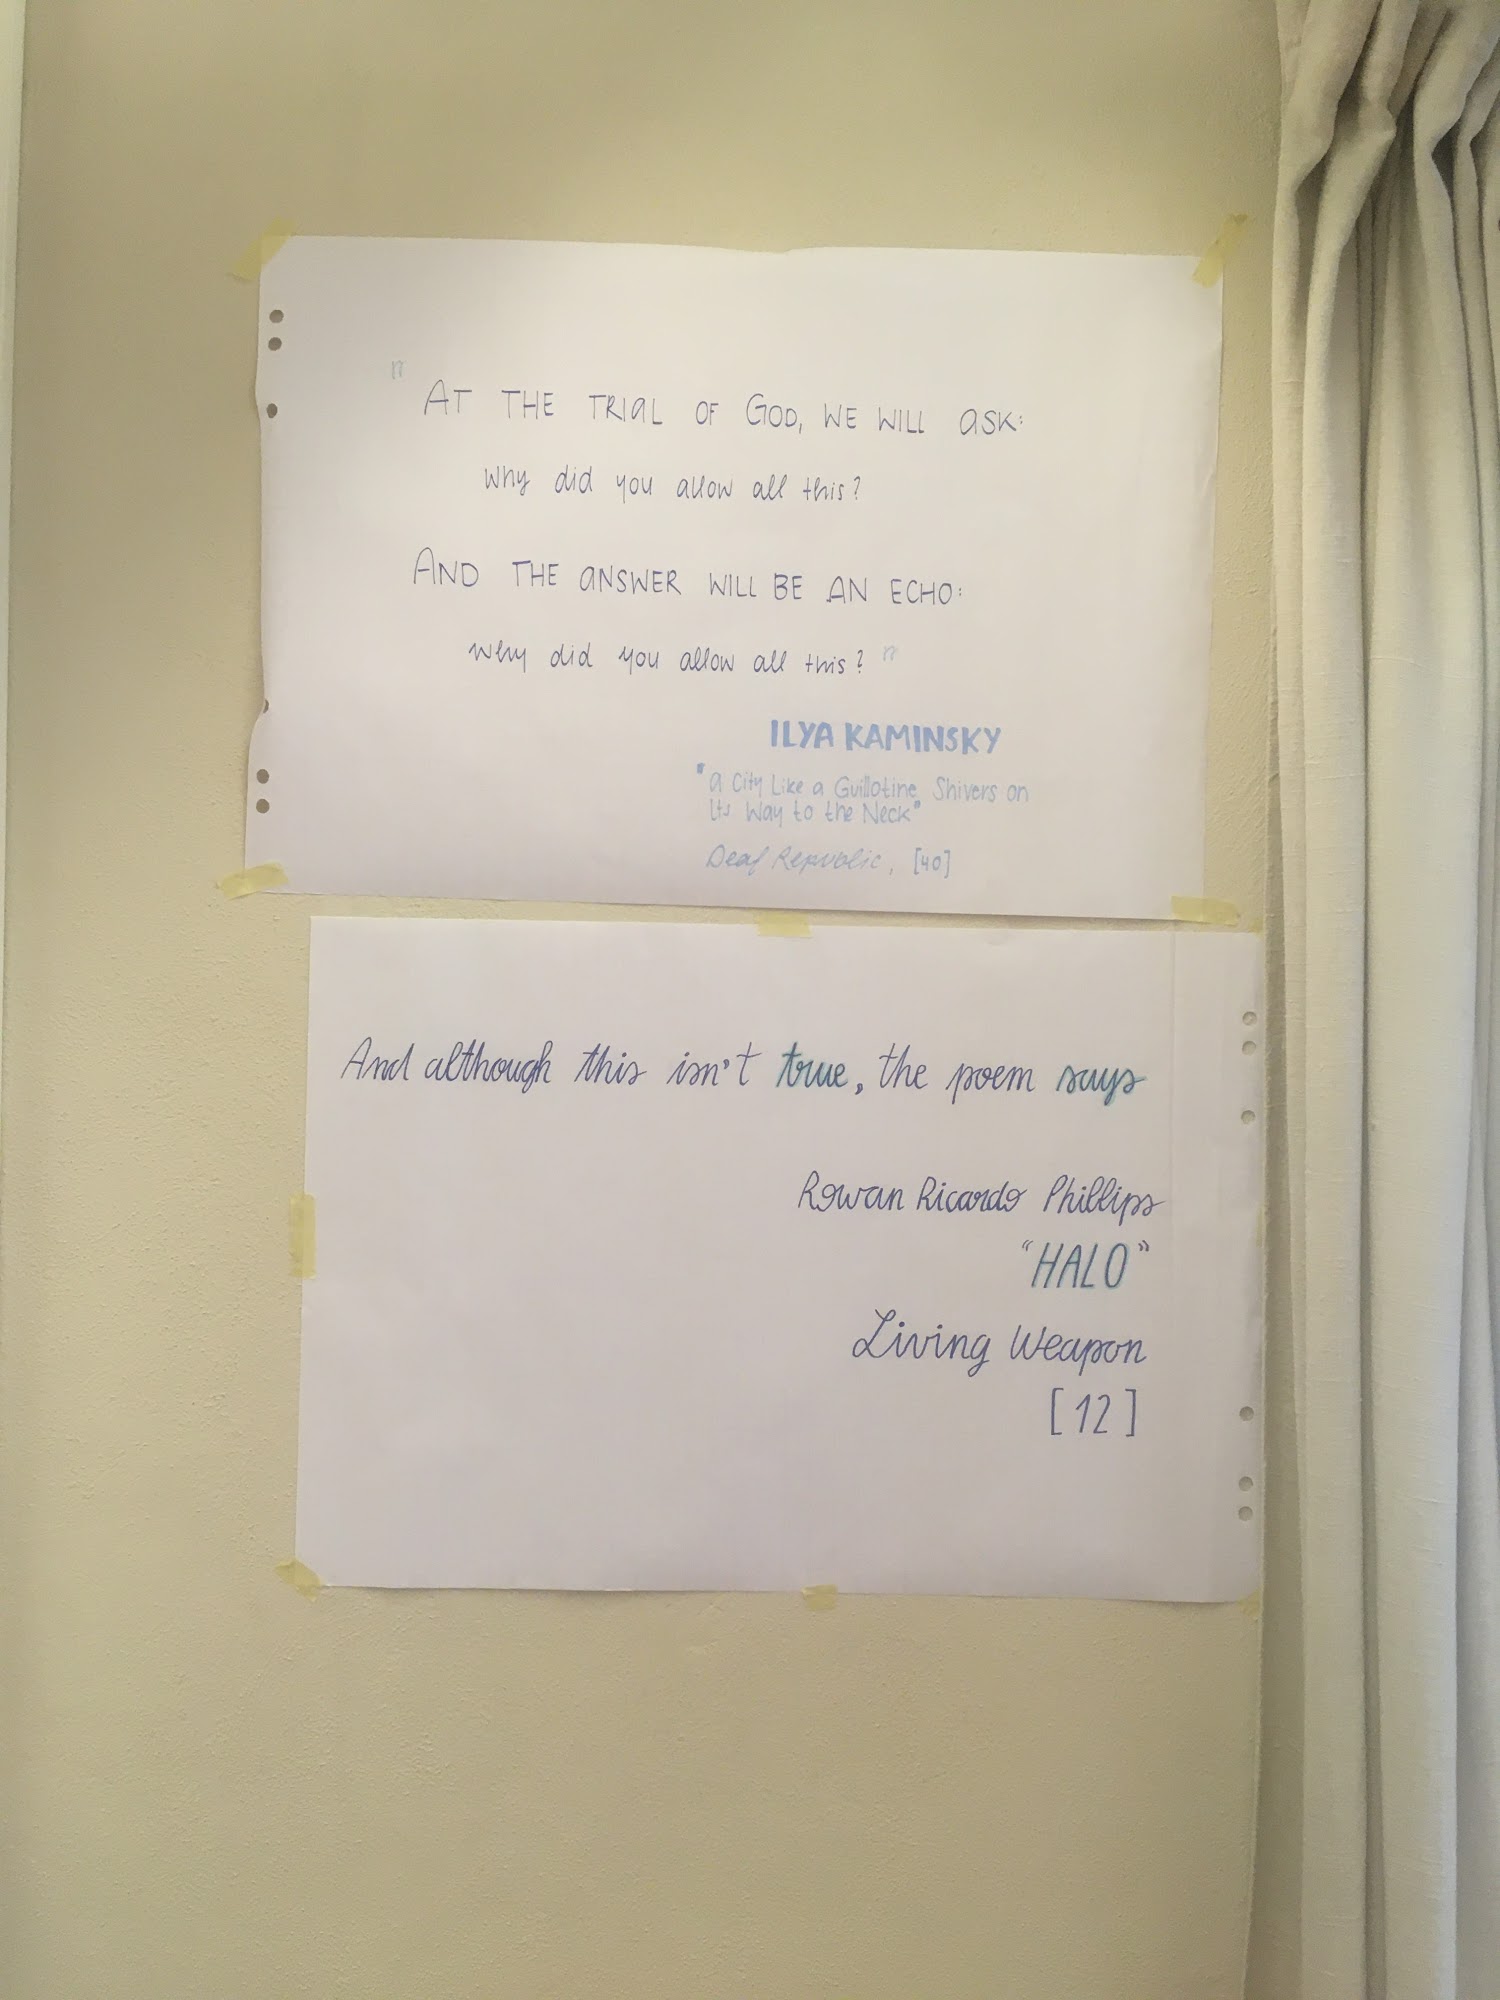 "AT THE TRIAL OF GOD, WE WILL ASK:
why did you allow all this?
AND THE ANSWER WILL BE AN ECHO:
why did you allow all this?"
ILYA KAMINSKY
"a City Like a Guillotine Shivers on
Its Way to the Neck"
Deaf Republic, [40]
And although this isn't true, the poem says
Rowan Ricardo Phillips
"HALO"
Living Weapon
[12]